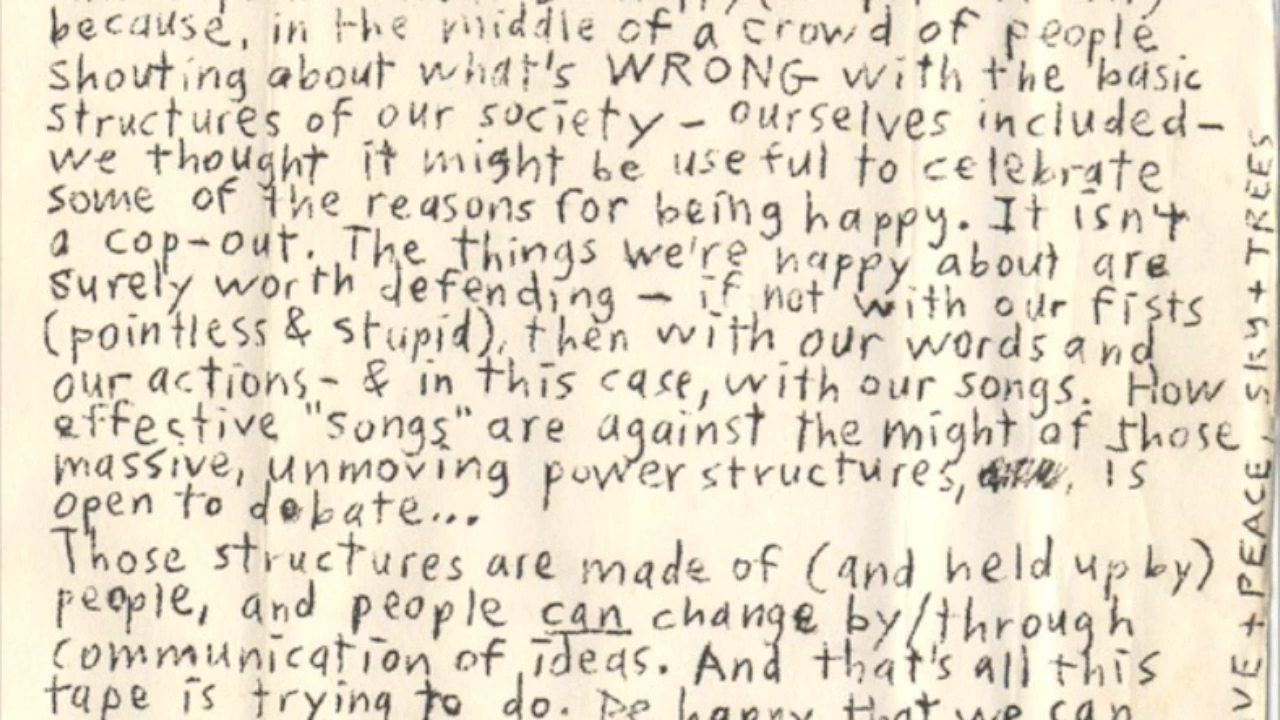 because, in the middle of a crowd of people
shouting about what's WRONG with the basic
structures of our society - ourselves included-
we thought it might be useful to celebrate
some of the reasons for being happy. It isn't
a cop-out. The things we're happy about are
surely worth defending - if not with our fists
(pointless & stupid), then with our words and
our actions- & in this case, with our songs. How
effective "songs" are against the might of those
massive, unmoving power structures, is
open to debate...
Those structures are made of (and held up by)
people, and people can change by/through
communication of ideas. And that's all this
tape is trying to do. Be happy that we can
+ PEACE, SKY + TREES